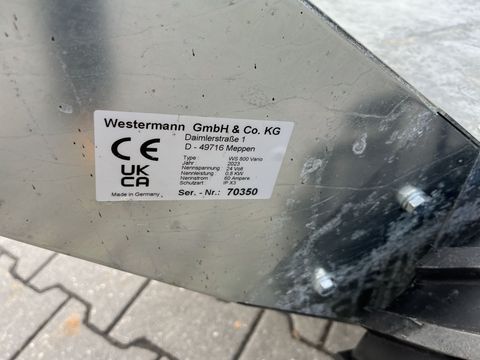 Westermann GmbH & Co. KG
Daimlerstraße 1
D - 49716 Meppen
CE
Type WS 800 Vario
Jahr 2023
Nennspannung 24 Volt
Nennleistung 0,8 KW
Nennstrom 60 Ampere
Schutzart IP X3
UK
CA
Made in Germany
Ser. - Nr.: 70350